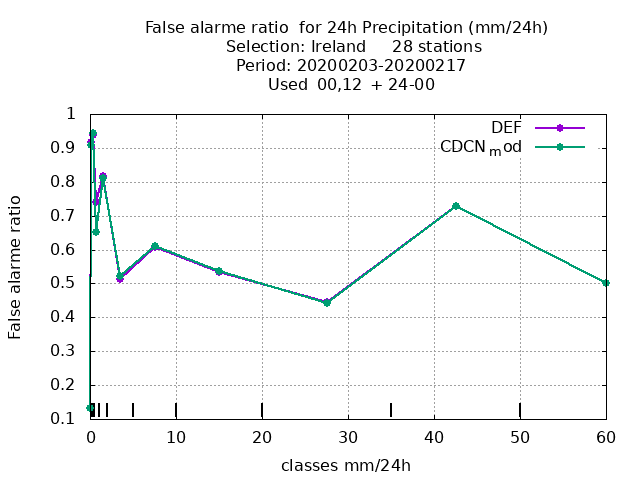 False alarme ratio  for 24h Precipitation (mm/24h)
Selection: Ireland     28 stations
Period: 20200203-20200217
Used  00,12  + 24-00
DEF
CDCN_mod
False alarme ratio
1
0.9
0.8
0.7
0.6
0.5
0.4
0.3
0.2
0.1
0 10 20 30 40 50 60
classes mm/24h